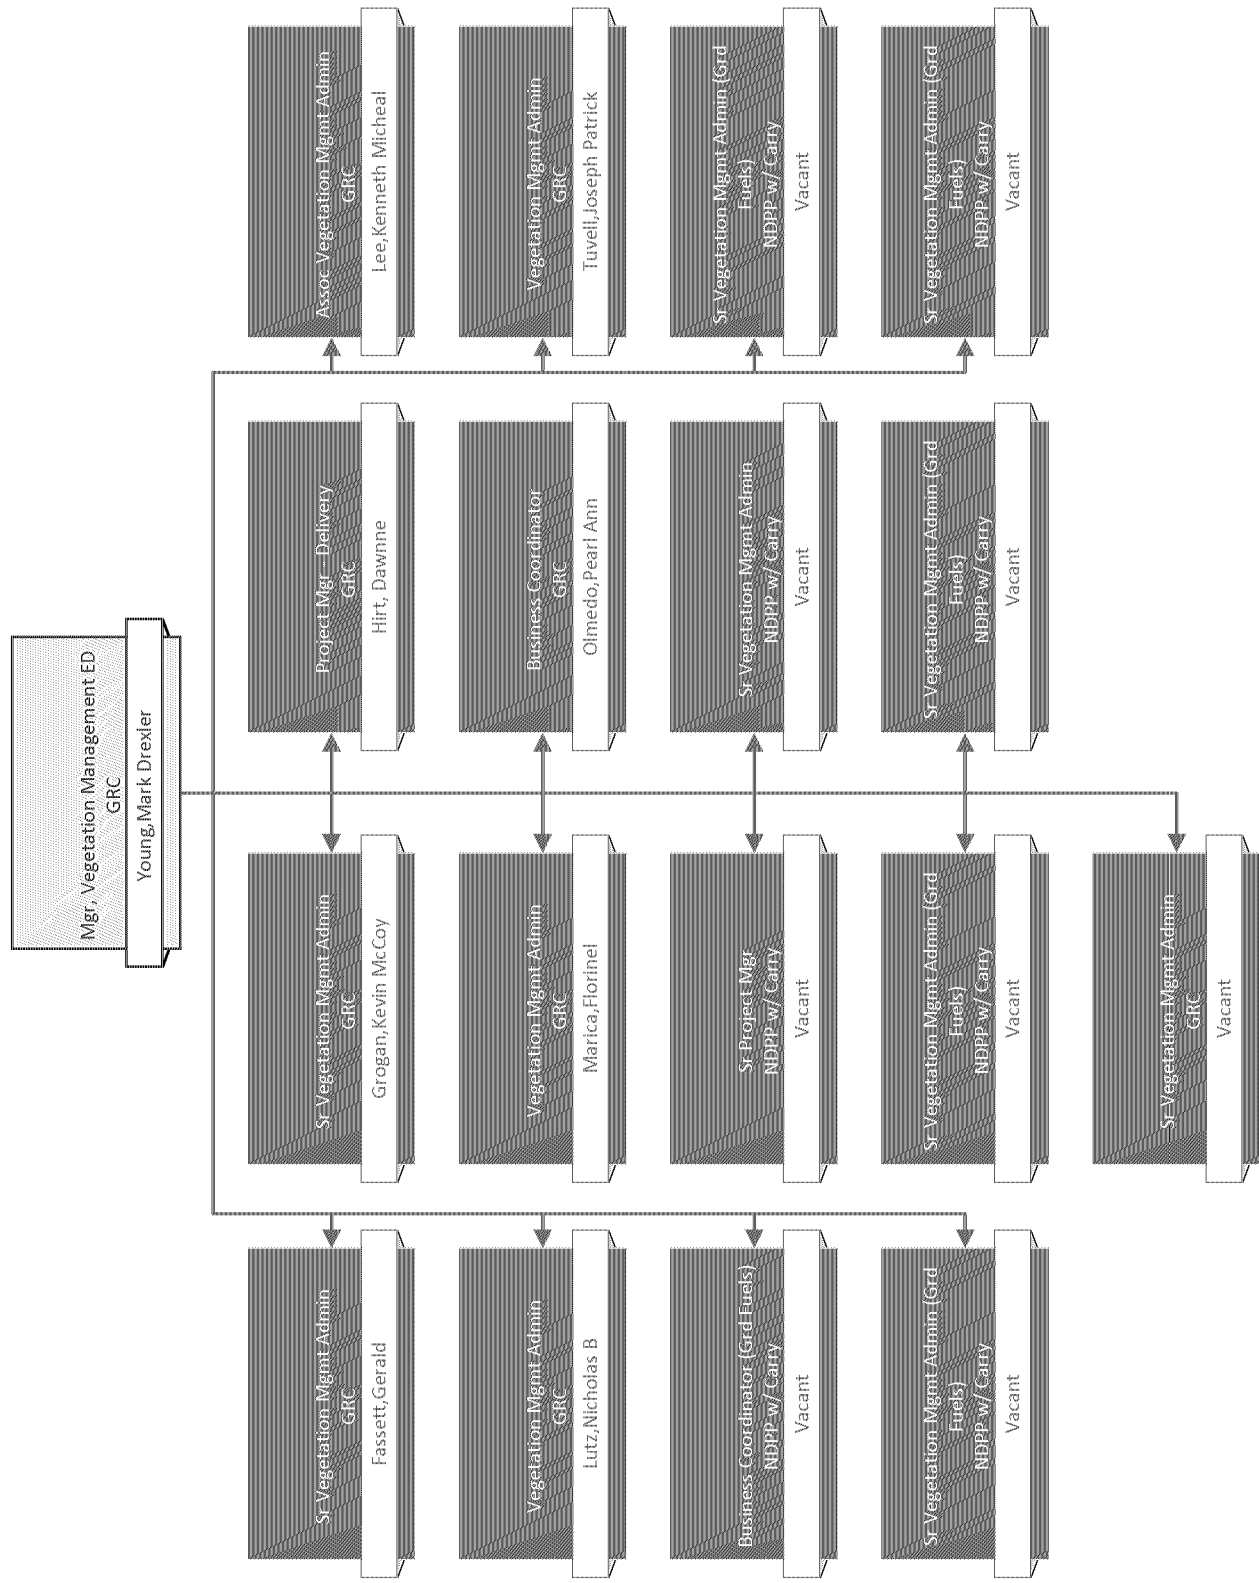 Mgr, Vegetation Management ED
GRC
Young,Mark Drexler
Sr Vegetation Mgmt Admin
GRC
Fassett,Gerald
Sr Vegetation Mgmt Admin
GRC
Grogan,Kevin McCoy
Project Mgr - Delivery
GRC
Hirt, Dawnne
Assoc Vegetation Mgmt Admin
GRC
Lee,Kenneth Micheal
Vegetation Mgmt Admin
GRC
Lutz,Nicholas B
Vegetation Mgmt Admin
GRC
Marica,Florinel
Business Coordinator
GRC
Olmedo,Pearl Ann
Vegetation Mgmt Admin
GRC
Tuvell,Joseph Patrick
Business Coordinator (Grd Fuels)
NDPP w/ Carry
Vacant
Sr Project Mgr
NDPP w/ Carry
Vacant
Sr Vegetation Mgmt Admin
NDPP w/ Carry
Vacant
Sr Vegetation Mgmt Admin (Grd
Fuels)
NDPP w/ Carry
Vacant
Sr Vegetation Mgmt Admin (Grd
Fuels)
NDPP w/ Carry
Vacant
Sr Vegetation Mgmt Admin (Grd
Fuels)
NDPP w/ Carry
Vacant
Sr Vegetation Mgmt Admin (Grd
Fuels)
NDPP w/ Carry
Vacant
Sr Vegetation Mgmt Admin (Grd
Fuels)
NDPP w/ Carry
Vacant
Sr Vegetation Mgmt Admin
GRC
Vacant